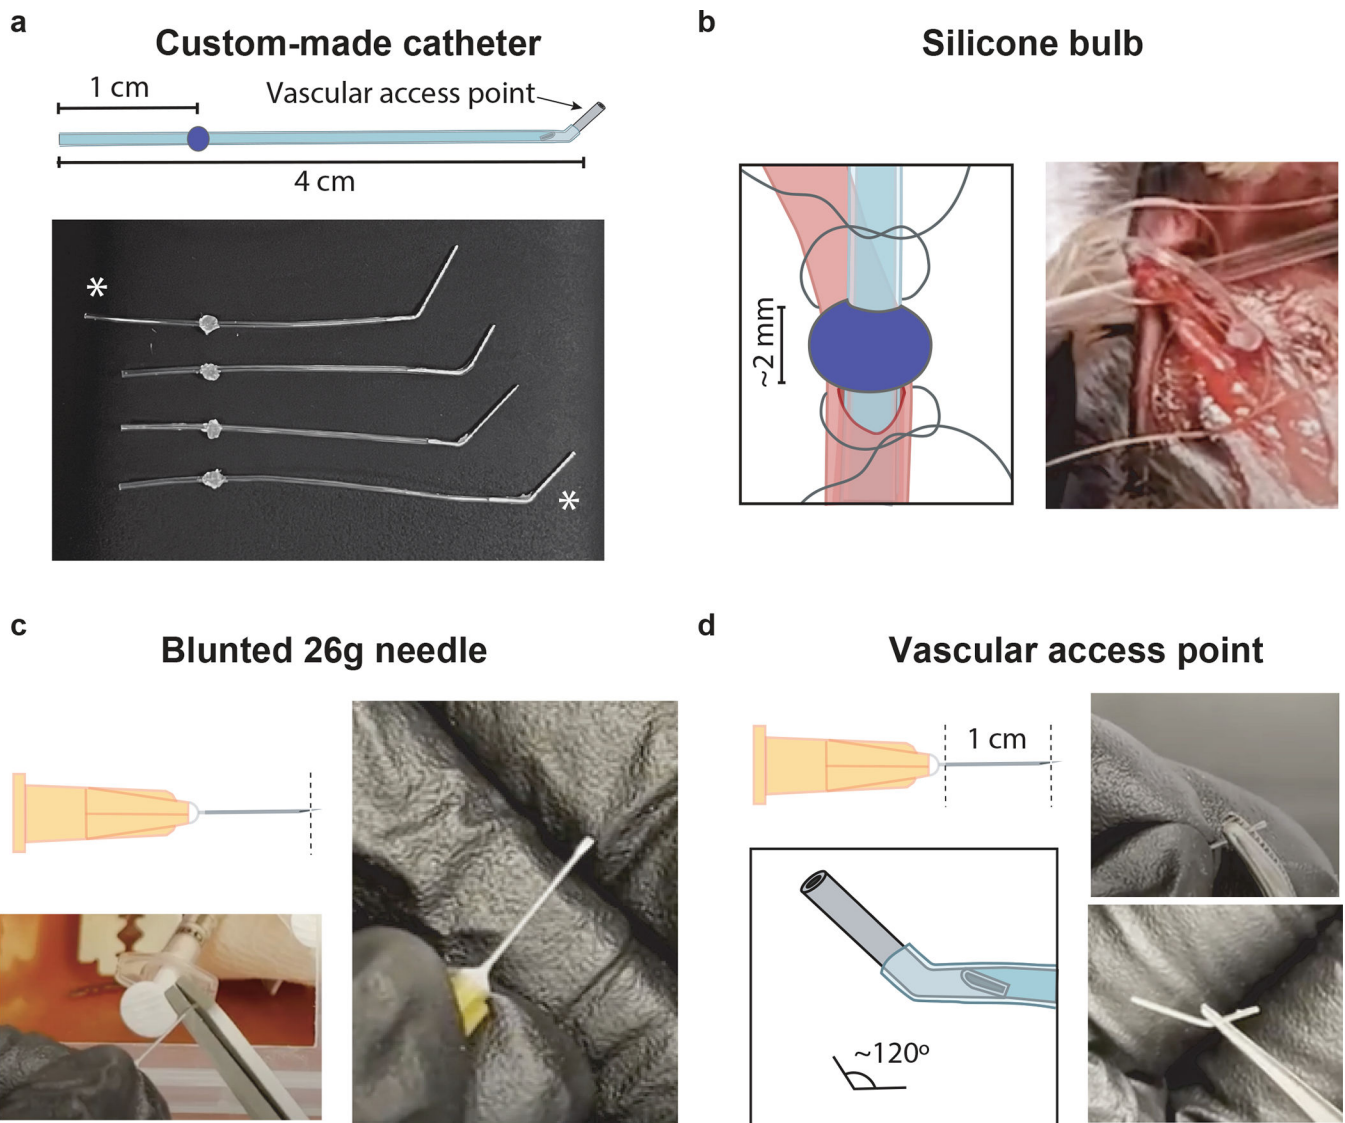 a
Custom-made catheter
1 cm
Vascular access point
4 cm
*
*
b
Silicone bulb
~2 mm
c
Blunted 26g needle
d
Vascular access point
1 cm
~120º